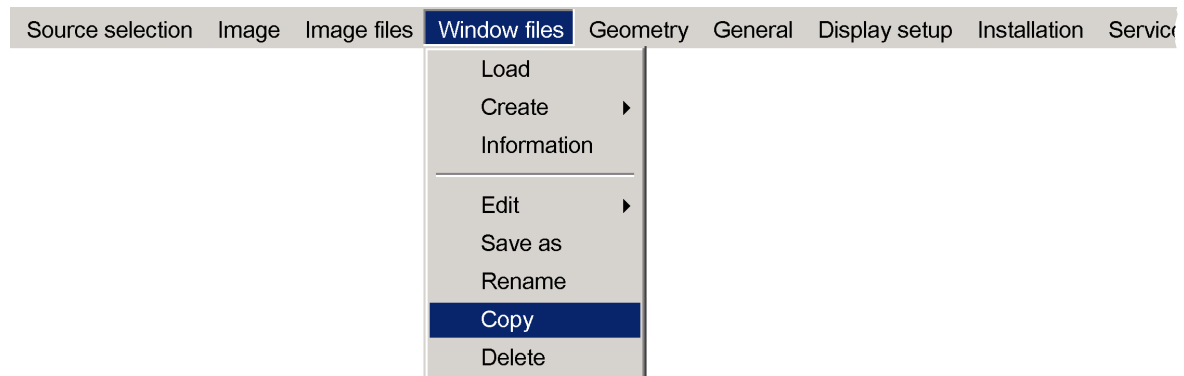 Source selection Image Image files Window files Geometry General Display setup Installation Servic
Load
Create
Information
Edit
Save as
Rename
Copy
Delete